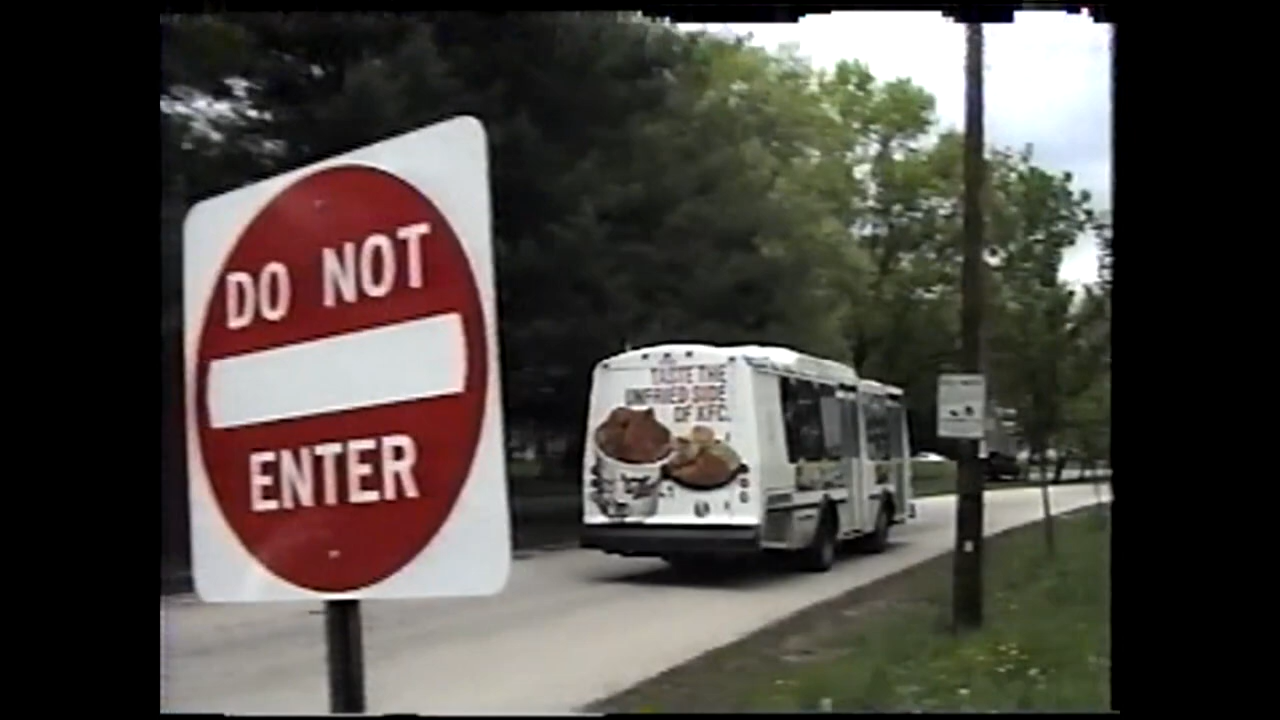 DO NOT
ENTER
TASTE THE
UNFRIED SIDE
OF KFC.